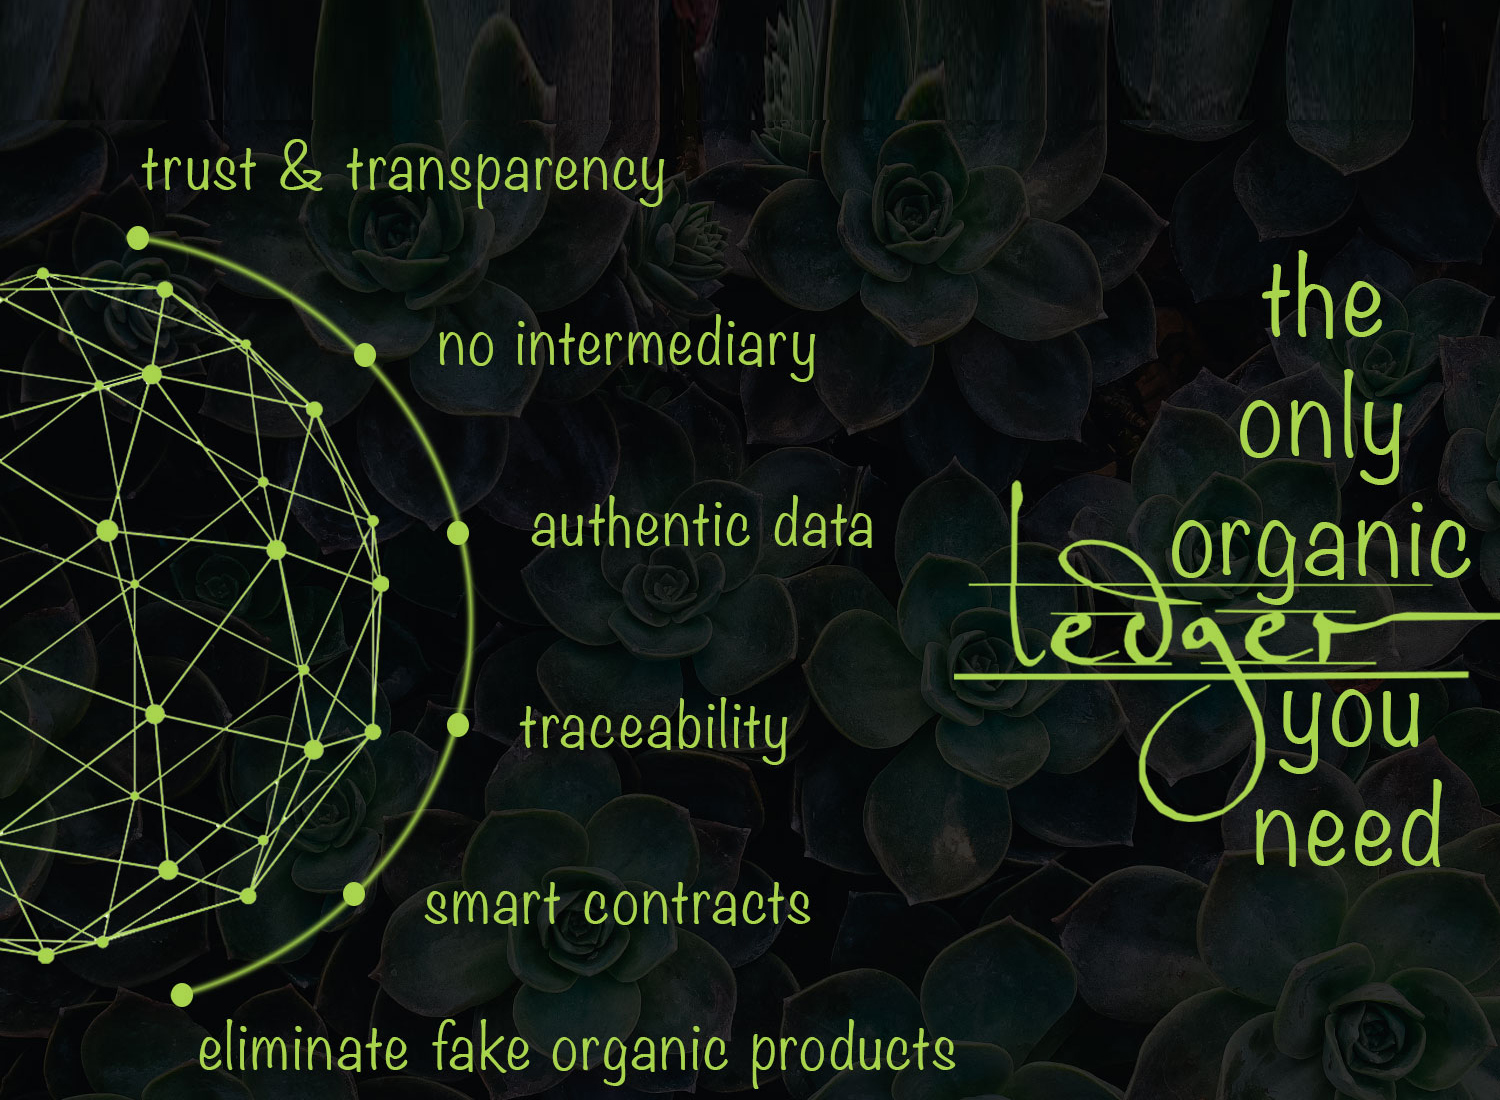 trust & transparency
no intermediary
authentic data
traceability
smart contracts
eliminate fake organic products
the
only
organic
ledger
you
need